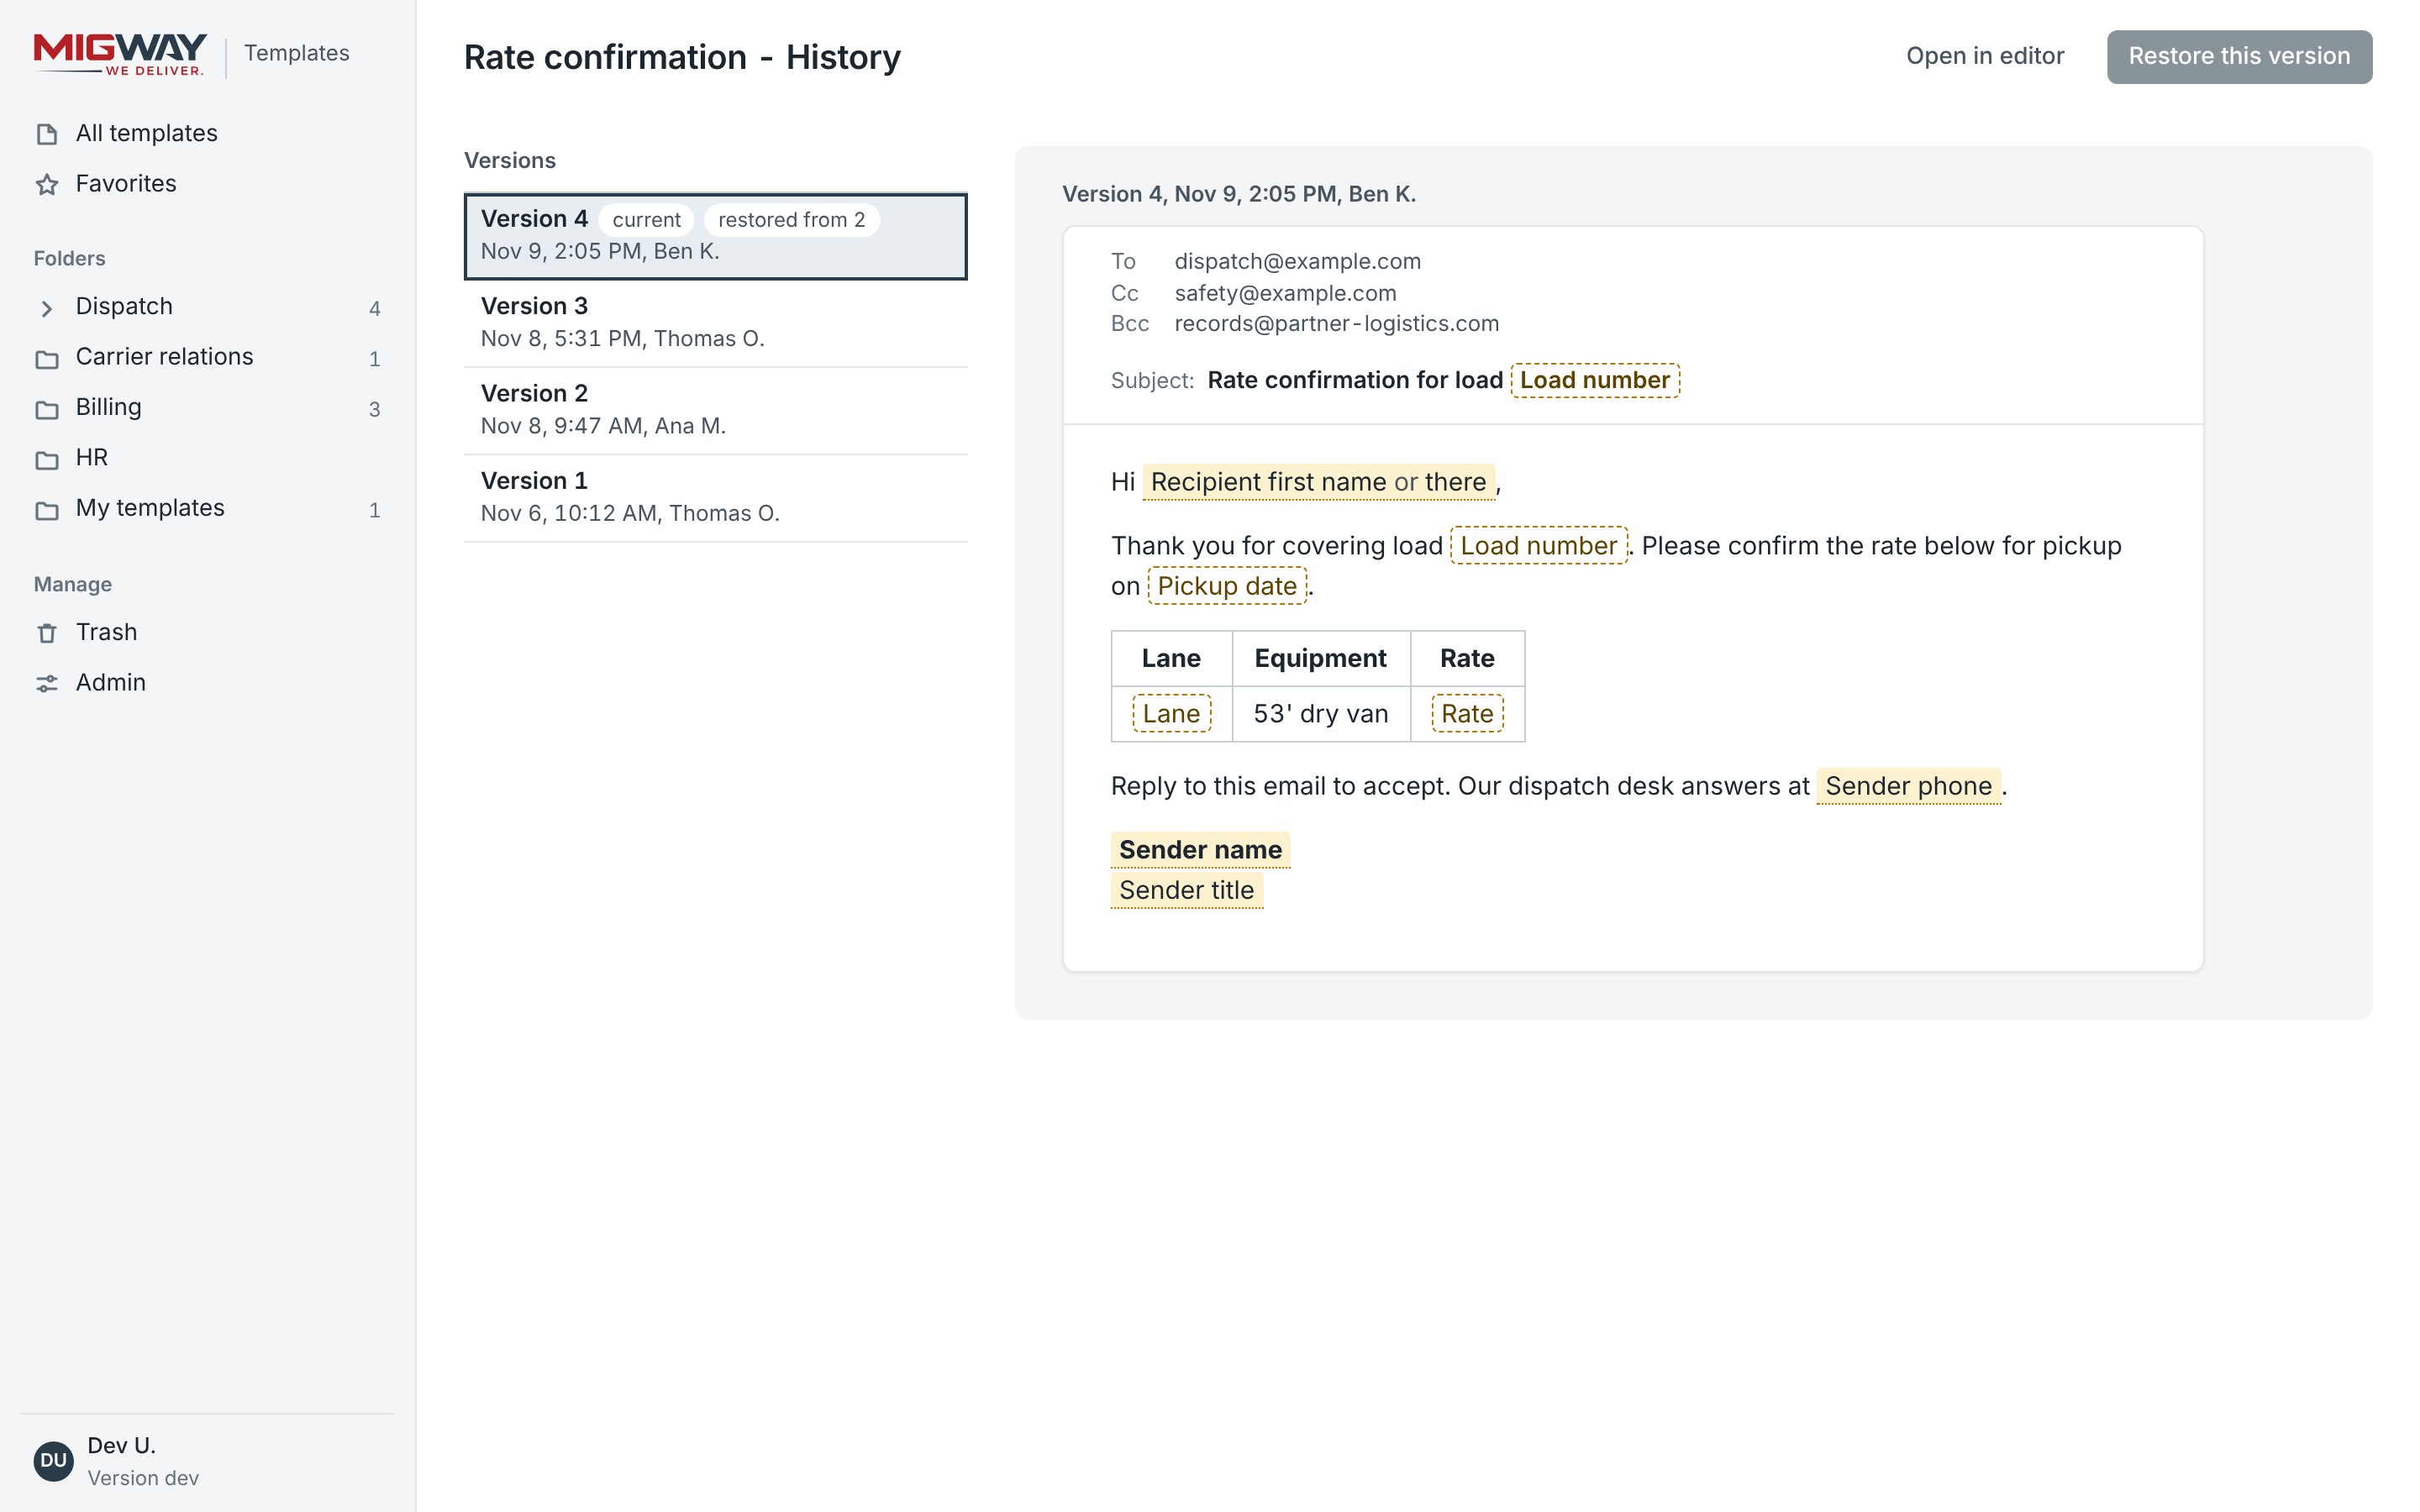 MIGWAY
WE DELIVER.
Templates
All templates
Favorites
Folders
Dispatch 4
Carrier relations 1
Billing 3
HR
My templates 1
Manage
Trash
Admin
DU
Dev U.
Version dev
Rate confirmation - History
Open in editor
Restore this version
Versions
Version 4 current restored from 2
Nov 9, 2:05 PM, Ben K.
Version 3
Nov 8, 5:31 PM, Thomas O.
Version 2
Nov 8, 9:47 AM, Ana M.
Version 1
Nov 6, 10:12 AM, Thomas O.
Version 4, Nov 9, 2:05 PM, Ben K.
To dispatch@example.com
Cc safety@example.com
Bcc records@partner-logistics.com
Subject: Rate confirmation for load Load number
Hi Recipient first name or there,
Thank you for covering load Load number. Please confirm the rate below for pickup
on Pickup date.
Lane Equipment Rate
Lane 53' dry van Rate
Reply to this email to accept. Our dispatch desk answers at Sender phone.
Sender name
Sender title